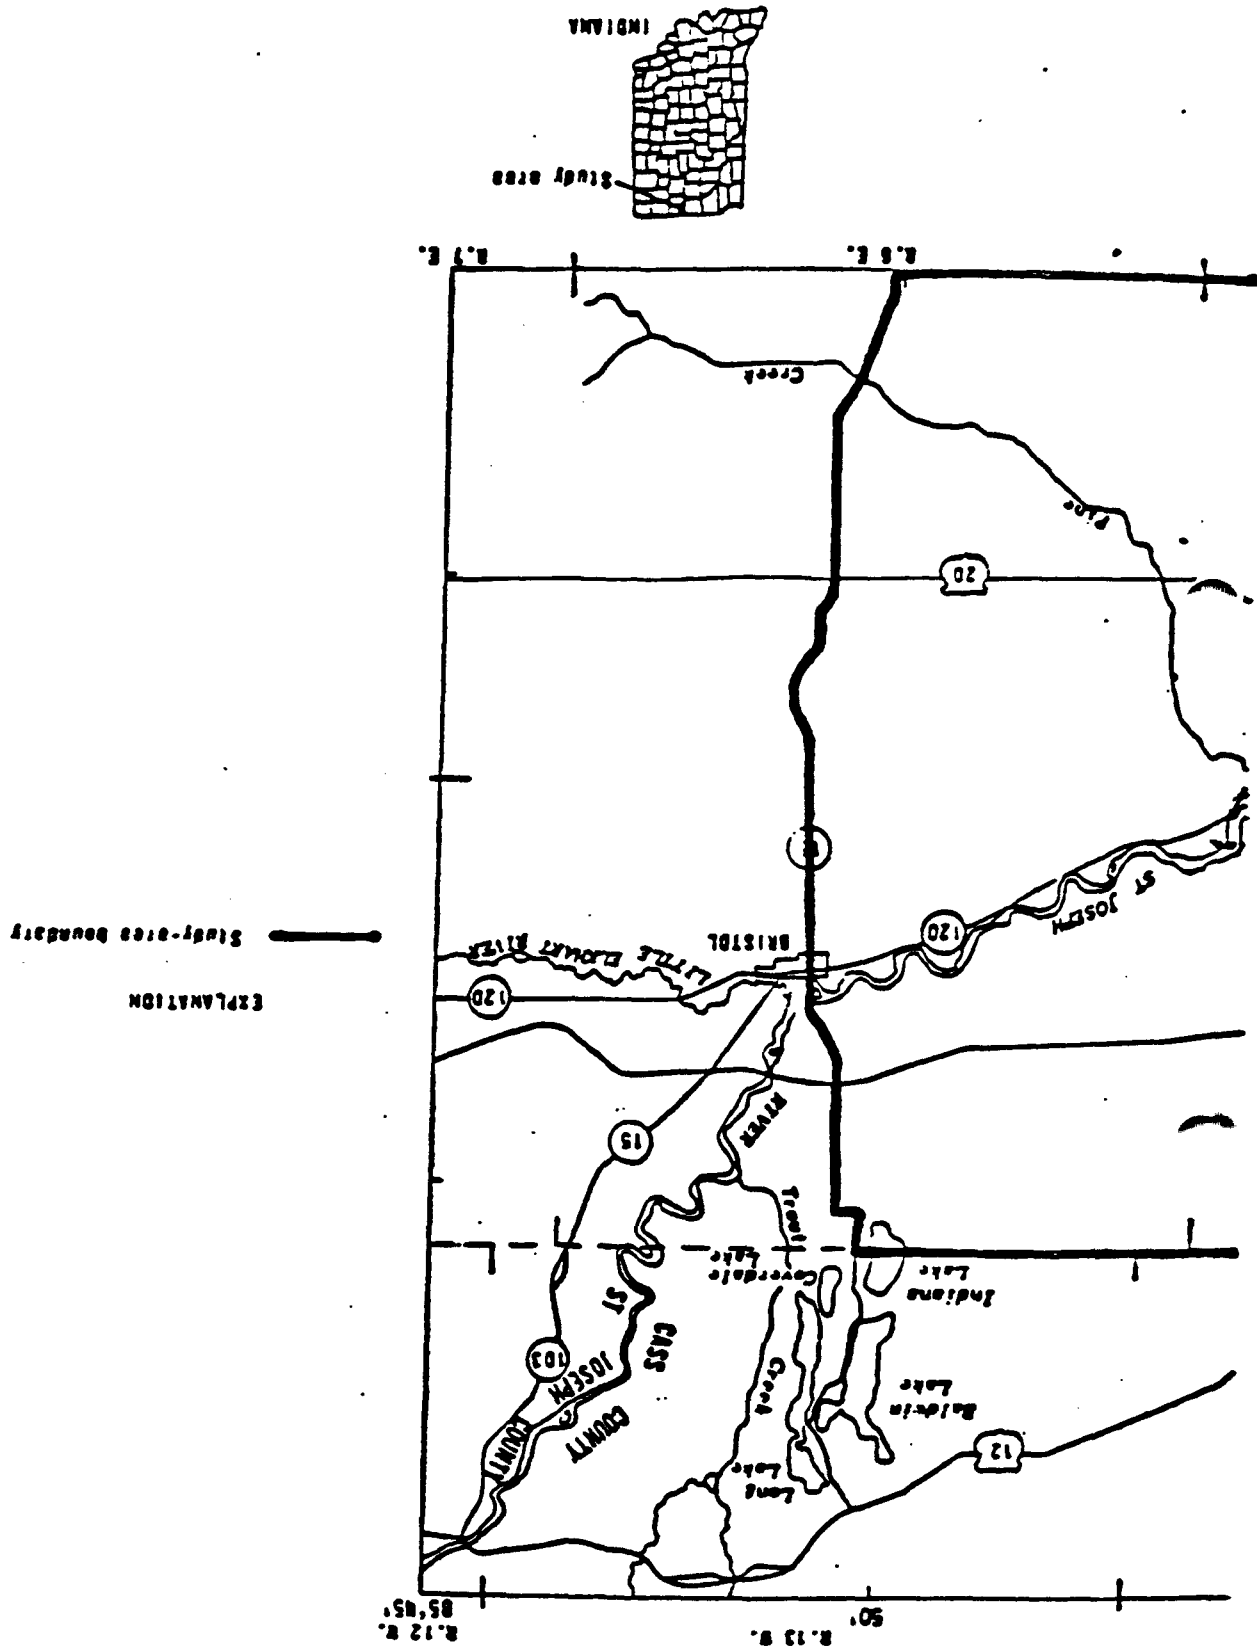 R.13 W.
R.12 W.
50'
85°45'
12
Long
Lake
Baldwin
Lake
Creek
COUNTY
COUNTY
JOSEPH
103
CASS
ST
Indiana
Lake
Coverdale
Lake
Trout
RIVER
15
EXPLANATION
120
Study-area boundary
LITTLE ELKHART RIVER
BRISTOL
120
ST JOSEPH
20
Pine
Creek
R.6 E.
R.7 E.
Study area
INDIANA